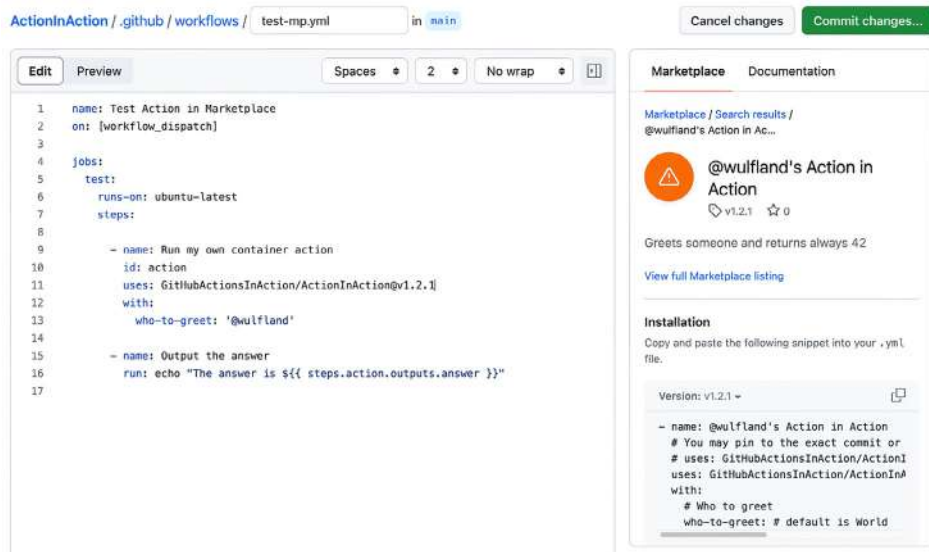 ActionInAction / .github / workflows / test-mp.yml in main
Cancel changes
Commit changes...
Edit Preview
Spaces 2 No wrap
1 name: Test Action in Marketplace
2 on: [workflow_dispatch]
3
4 jobs:
5 test:
6 runs-on: ubuntu-latest
7 steps:
8
9 - name: Run my own container action
10 id: action
11 uses: GitHubActionsInAction/ActionInAction@v1.2.1
12 with:
13 who-to-greet: '@wulfland'
14
15 - name: Output the answer
16 run: echo "The answer is ${{ steps.action.outputs.answer }}"
17
Marketplace Documentation
Marketplace / Search results /
@wulfland's Action in Ac...
@wulfland's Action in
Action
v1.2.1 0
Greets someone and returns always 42
View full Marketplace listing
Installation
Copy and paste the following snippet into your .yml
file.
Version: v1.2.1
- name: @wulfland's Action in Action
# You may pin to the exact commit or
# uses: GitHubActionsInAction/ActionI
uses: GitHubActionsInAction/ActionInA
with:
# Who to greet
who-to-greet: # default is World